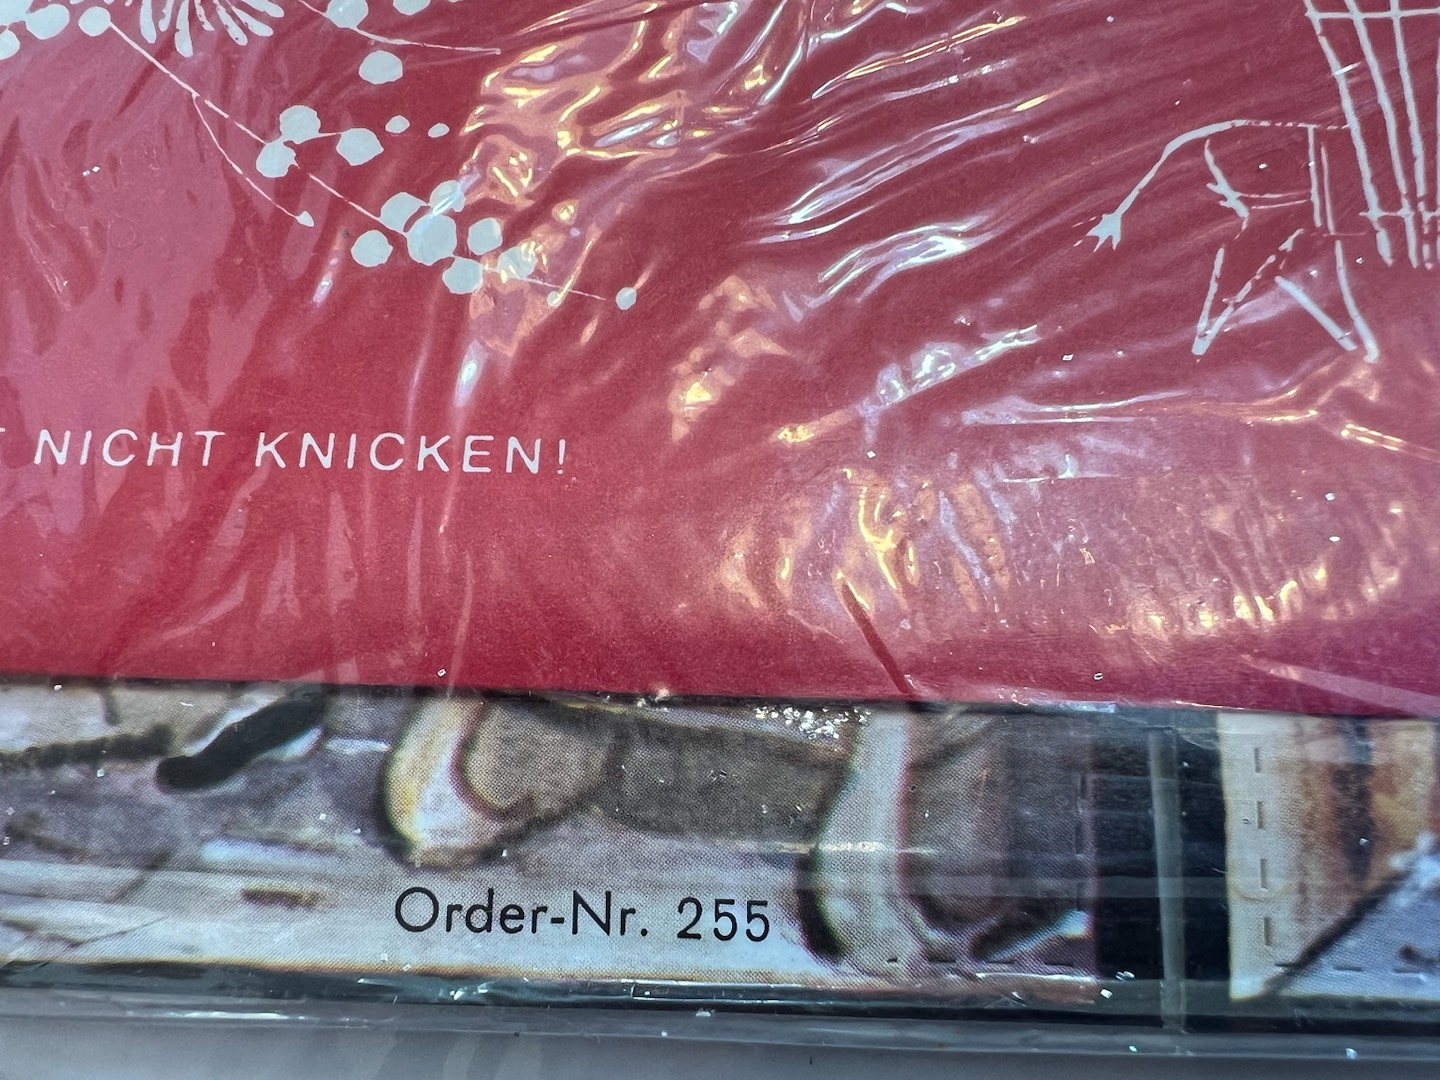 NICHT KNICKEN!
Order-Nr. 255